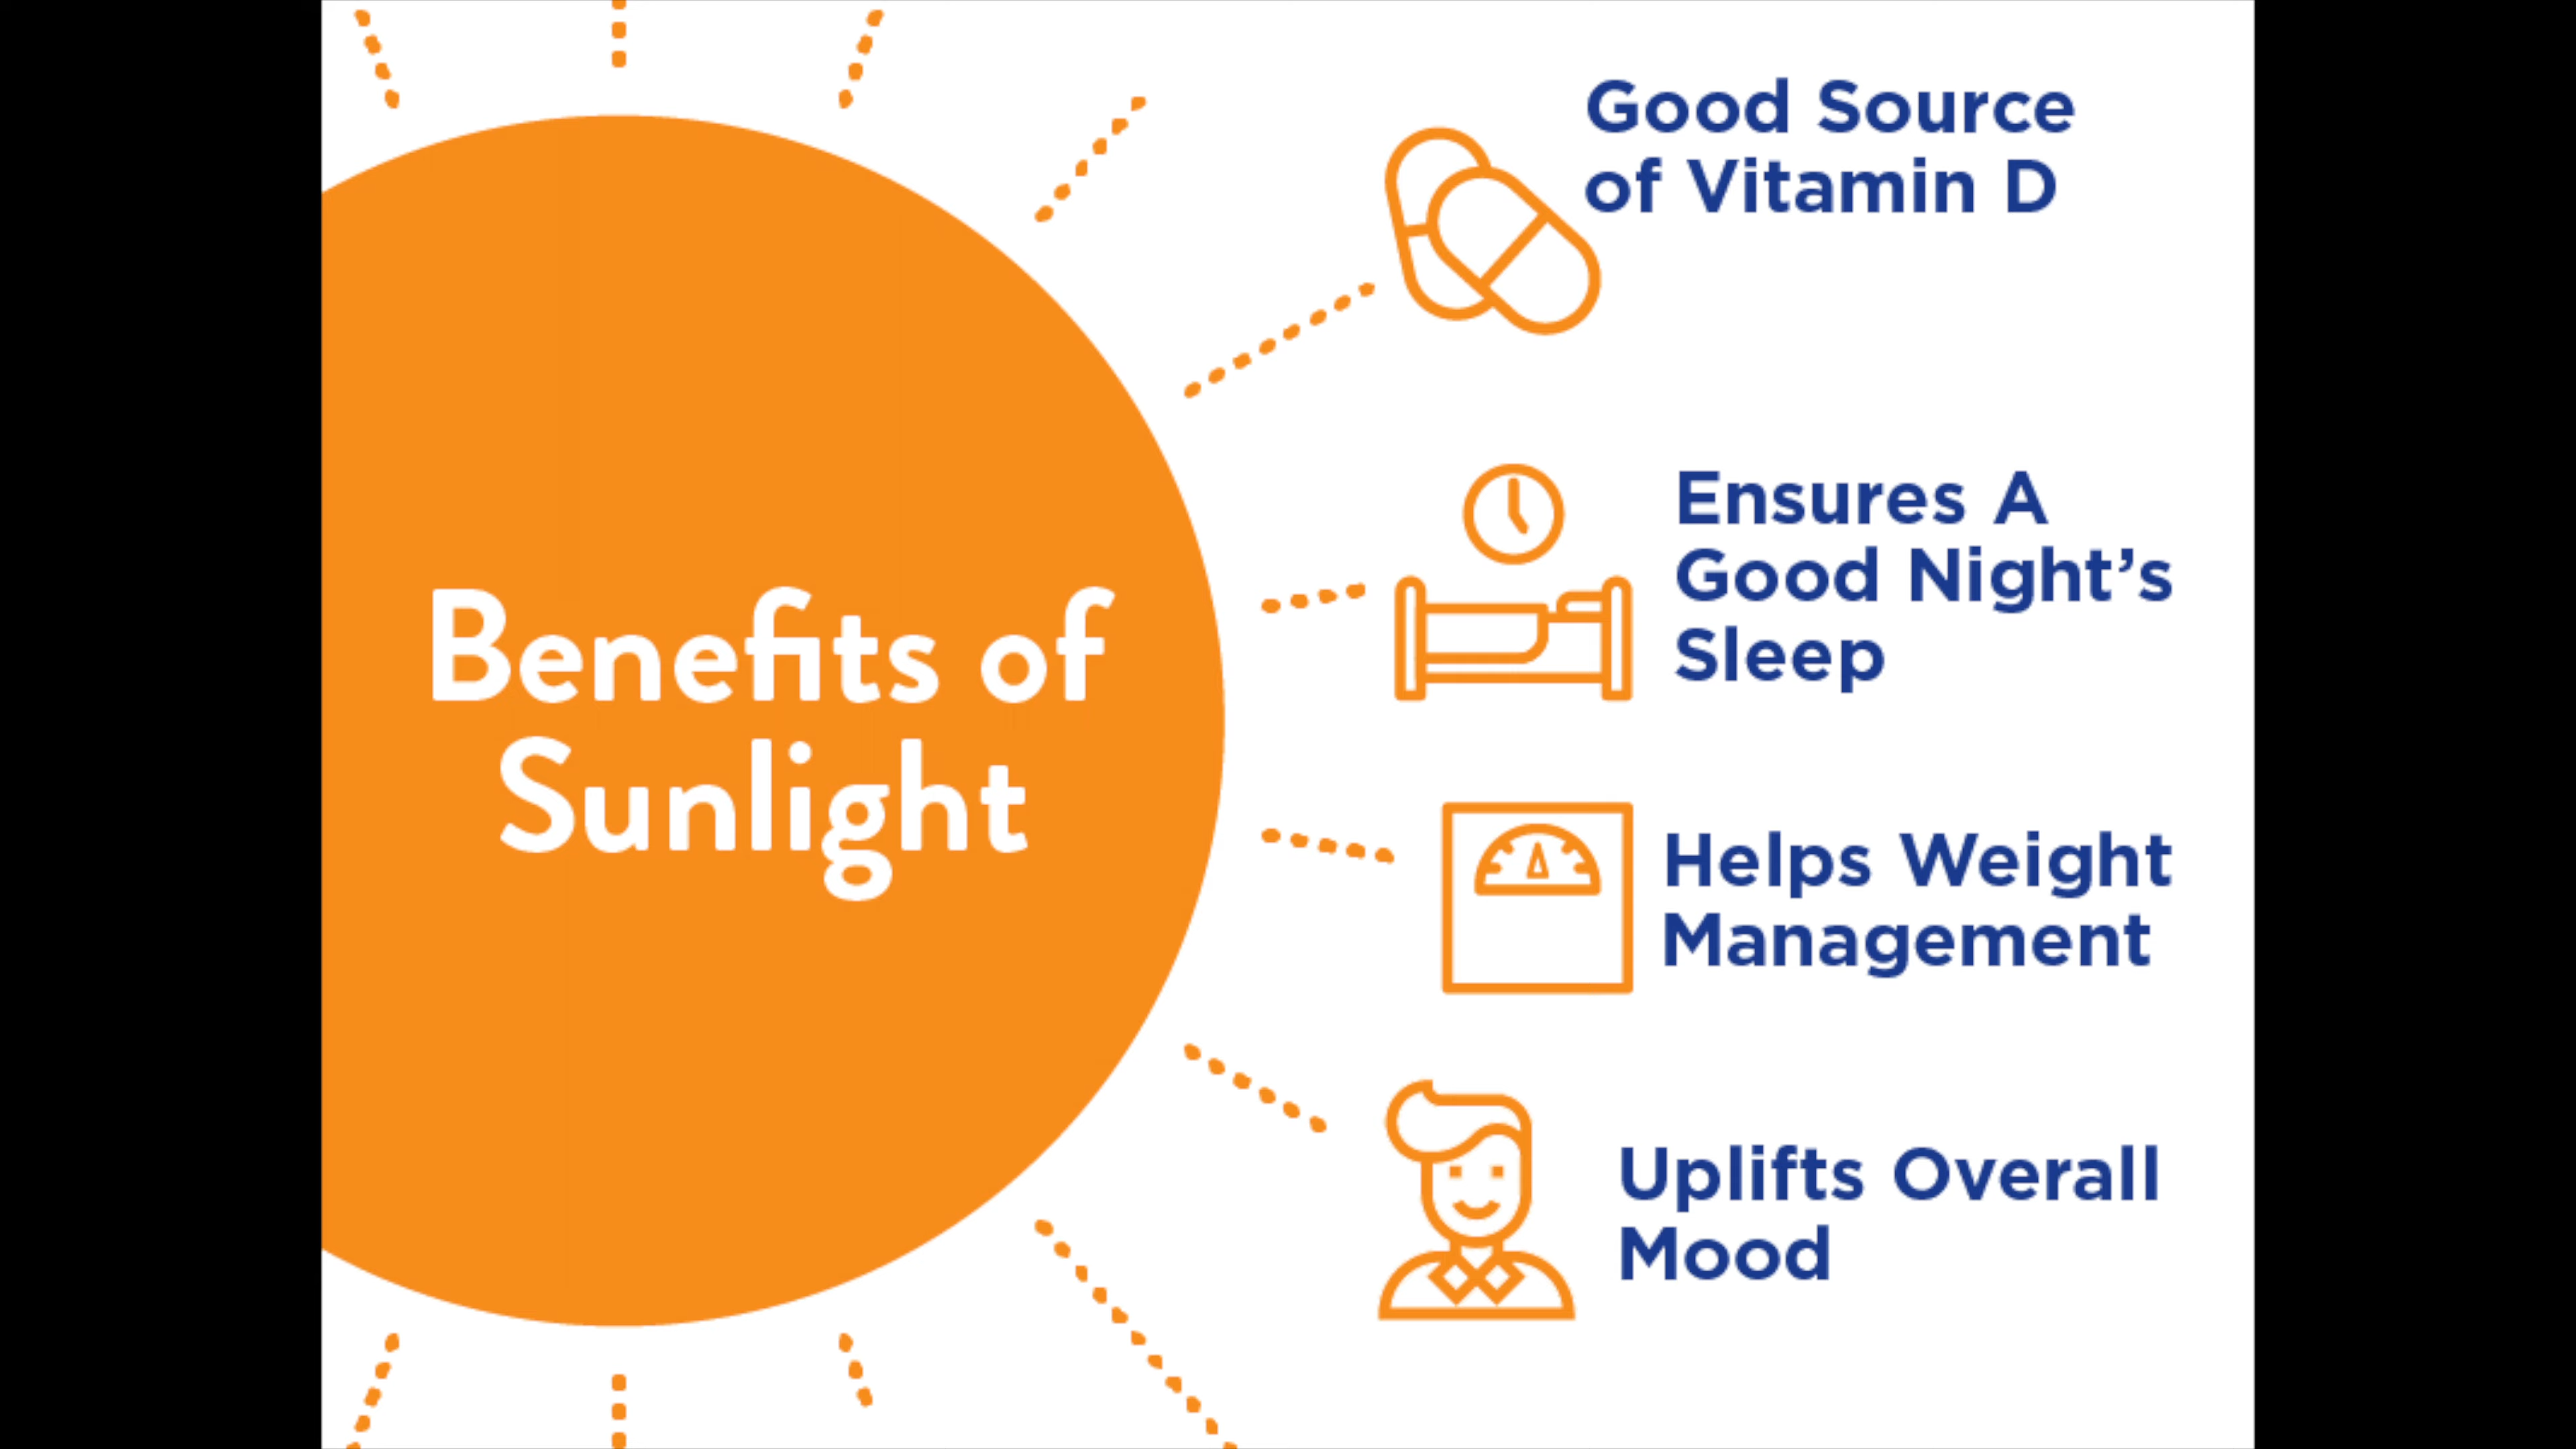 Benefits of
Sunlight
Good Source
of Vitamin D
Ensures A
Good Night’s
Sleep
Helps Weight
Management
Uplifts Overall
Mood